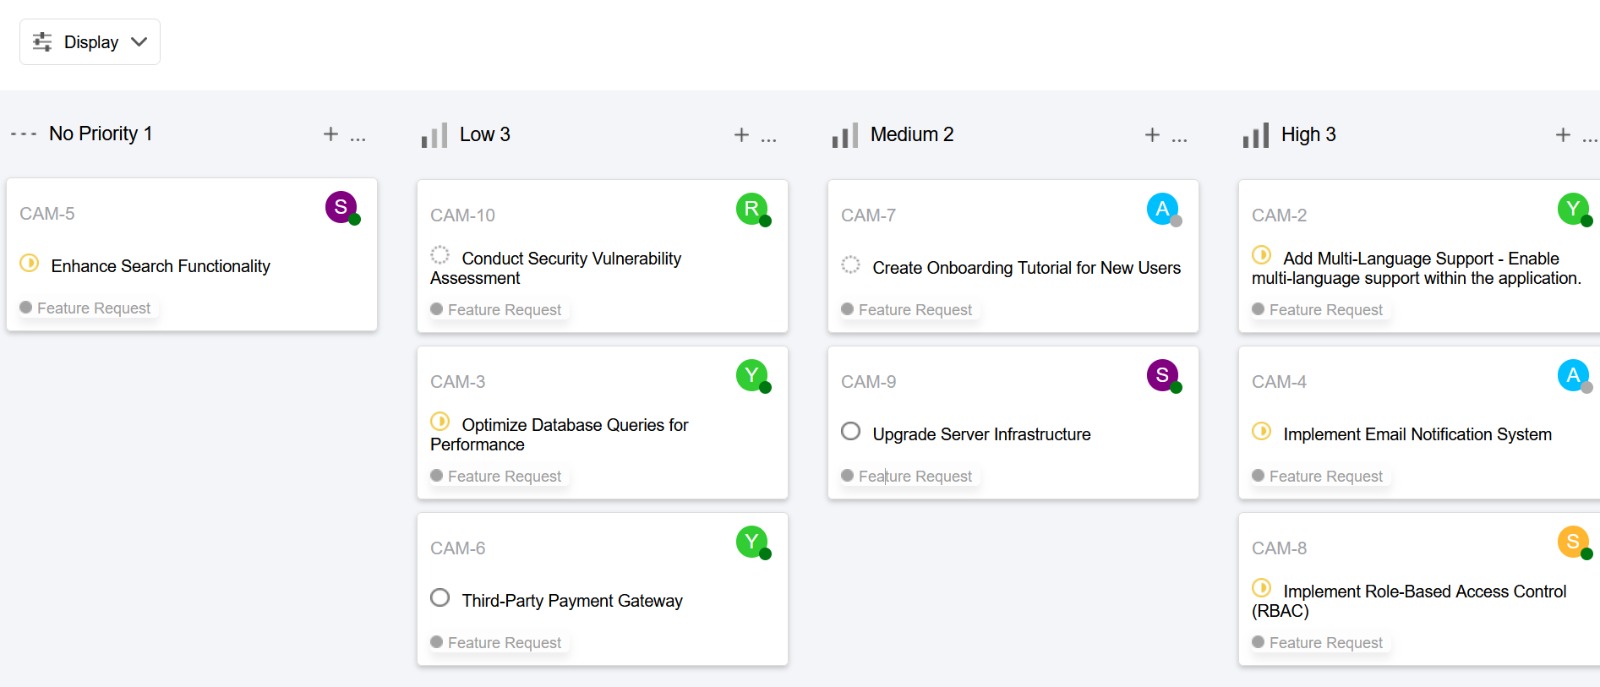 Display
No Priority 1
+ ...
CAM-5
S
Enhance Search Functionality
Feature Request
Low 3
+ ...
CAM-10
R
Conduct Security Vulnerability
Assessment
Feature Request
CAM-3
Y
Optimize Database Queries for
Performance
Feature Request
CAM-6
Y
Third-Party Payment Gateway
Feature Request
Medium 2
+ ...
CAM-7
A
Create Onboarding Tutorial for New Users
Feature Request
CAM-9
S
Upgrade Server Infrastructure
Feature Request
High 3
+ ...
CAM-2
Y
Add Multi-Language Support - Enable
multi-language support within the application.
Feature Request
CAM-4
A
Implement Email Notification System
Feature Request
CAM-8
S
Implement Role-Based Access Control
(RBAC)
Feature Request